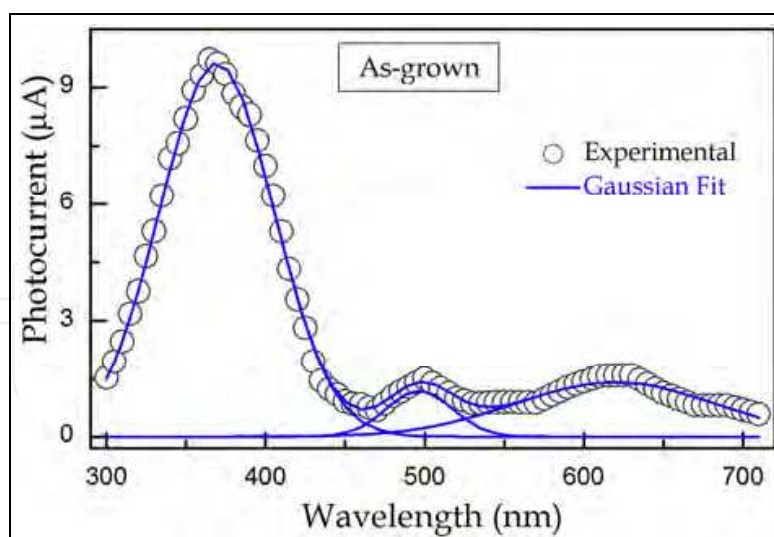 As-grown
Experimental
Gaussian Fit
Photocurrent (μA)
9
6
3
0
300
400
500
600
700
Wavelength (nm)